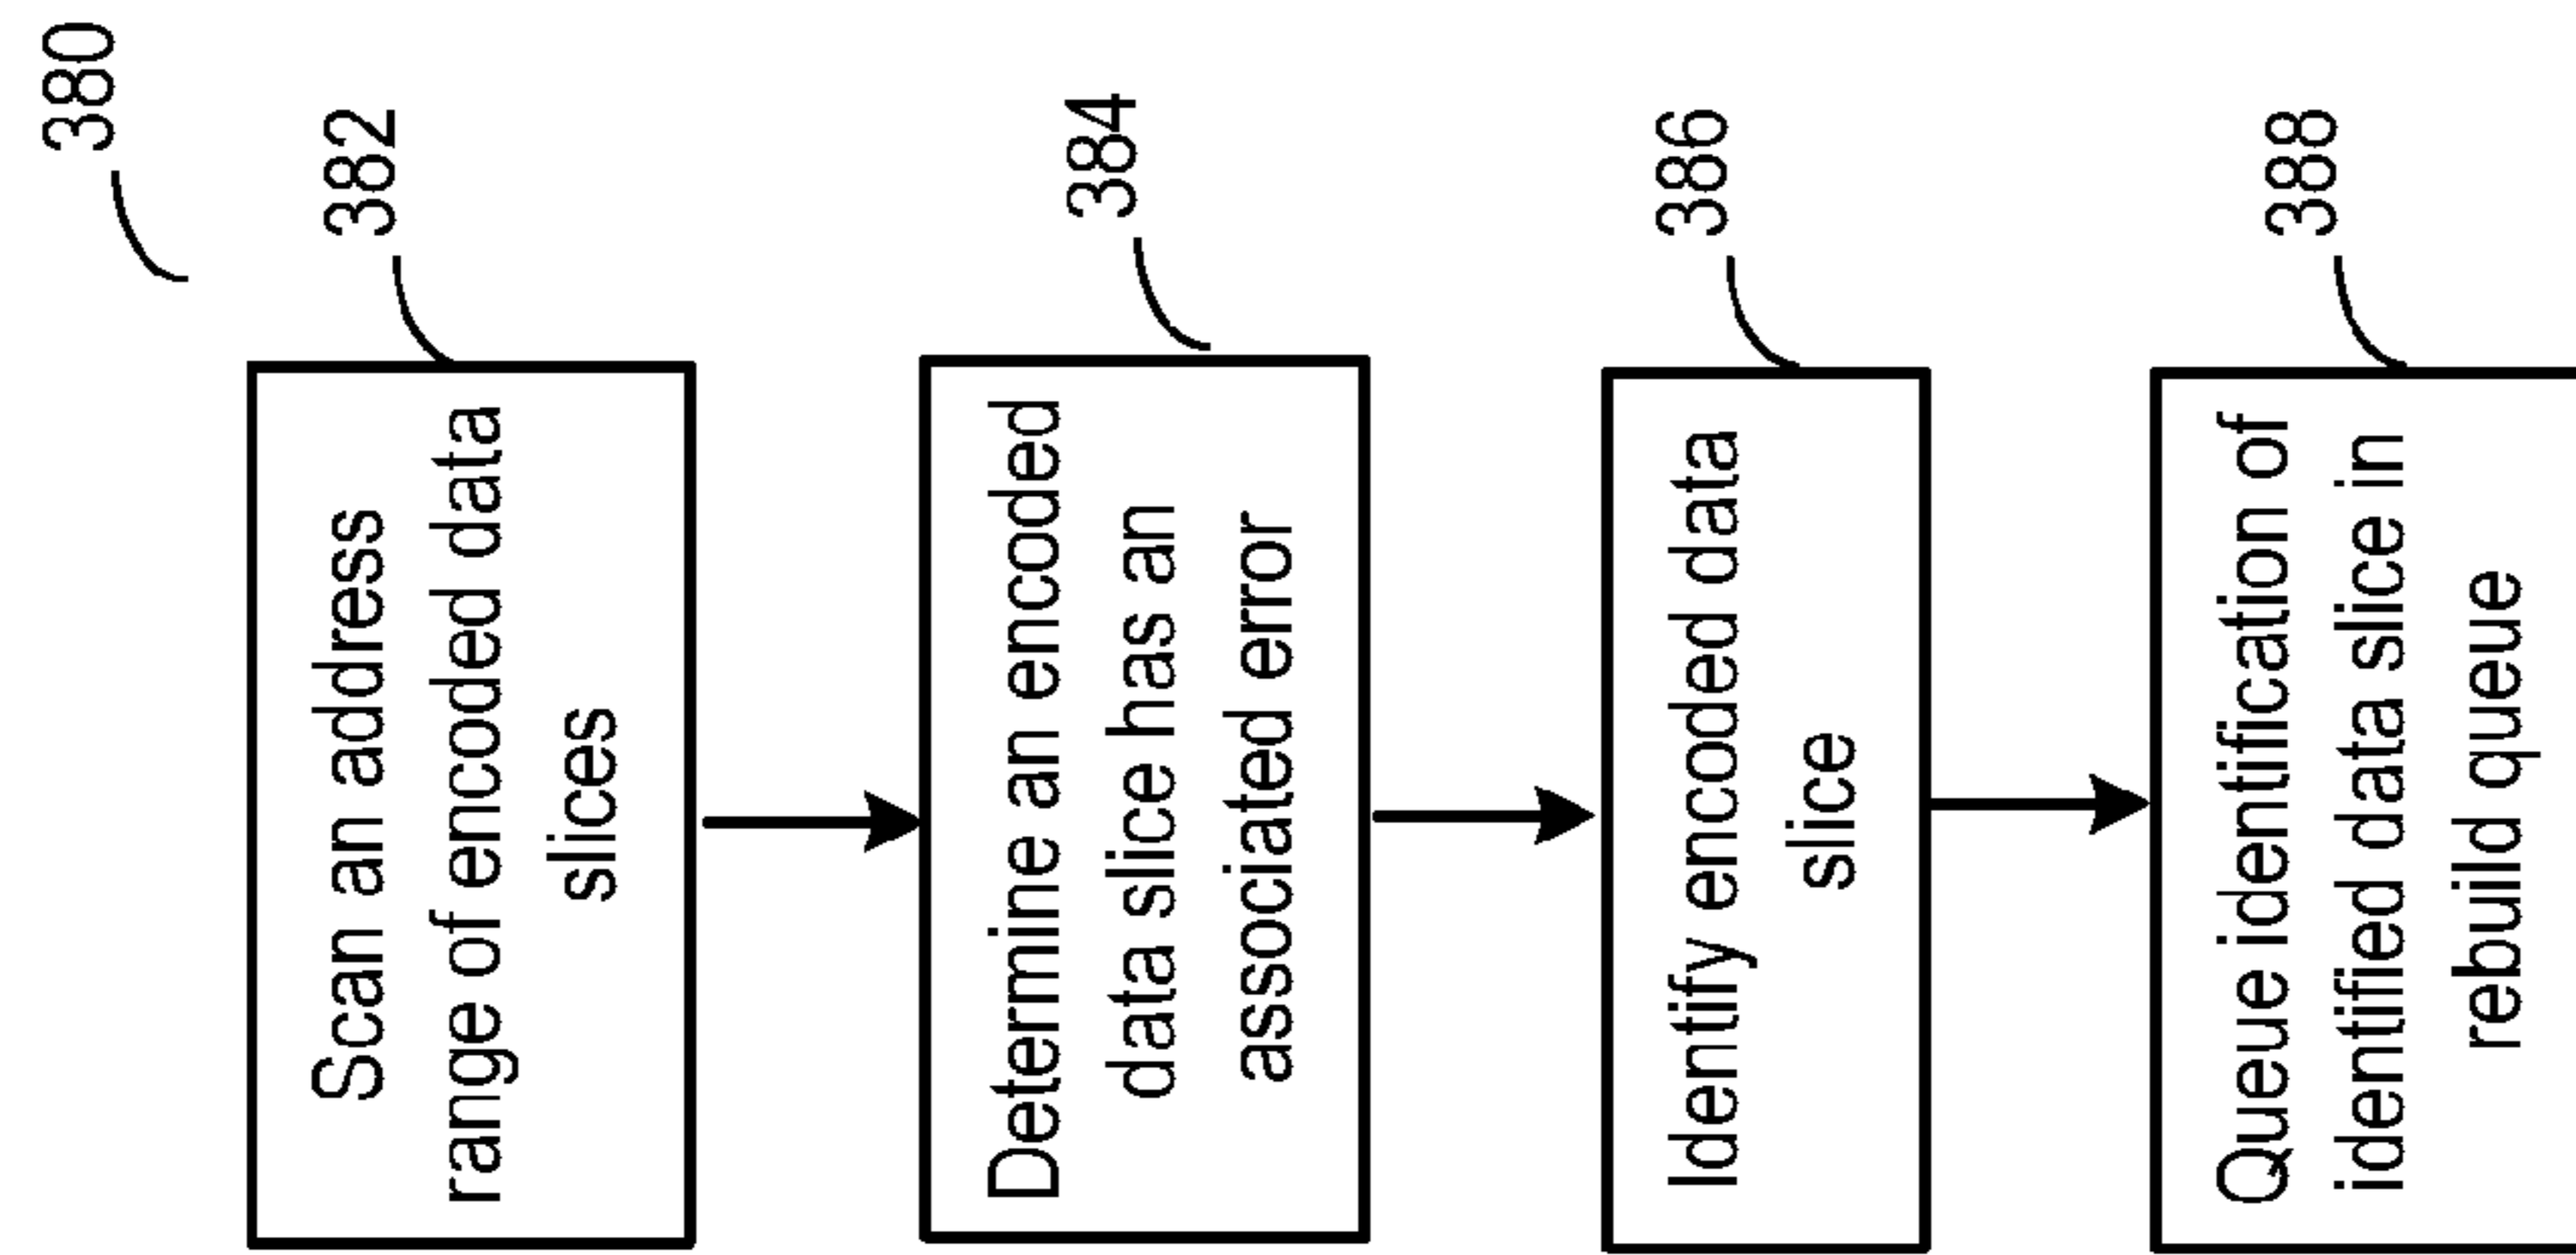 380
382
Scan an address
range of encoded data
slices
384
Determine an encoded
data slice has an
associated error
386
Identify encoded data
slice
388
Queue identification of
identified data slice in
rebuild queue